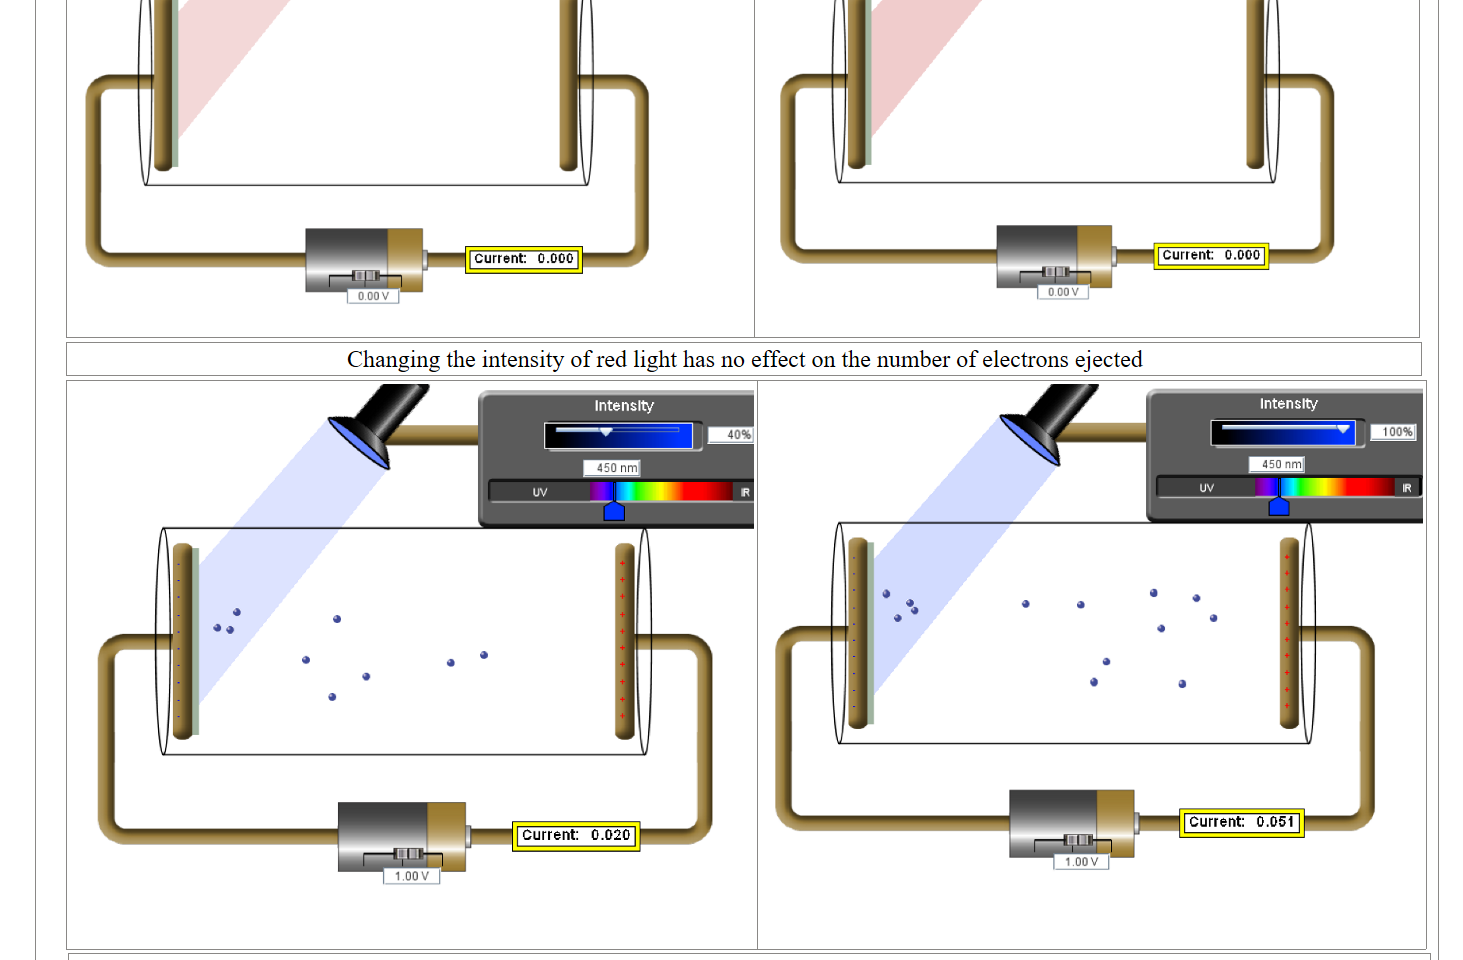 Current: 0.000
0.00 V
Current: 0.000
0.00 V
Changing the intensity of red light has no effect on the number of electrons ejected
Intensity
40%
450 nm
UV
IR
Current: 0.020
1.00 V
Intensity
100%
450 nm
UV
IR
Current: 0.051
1.00 V